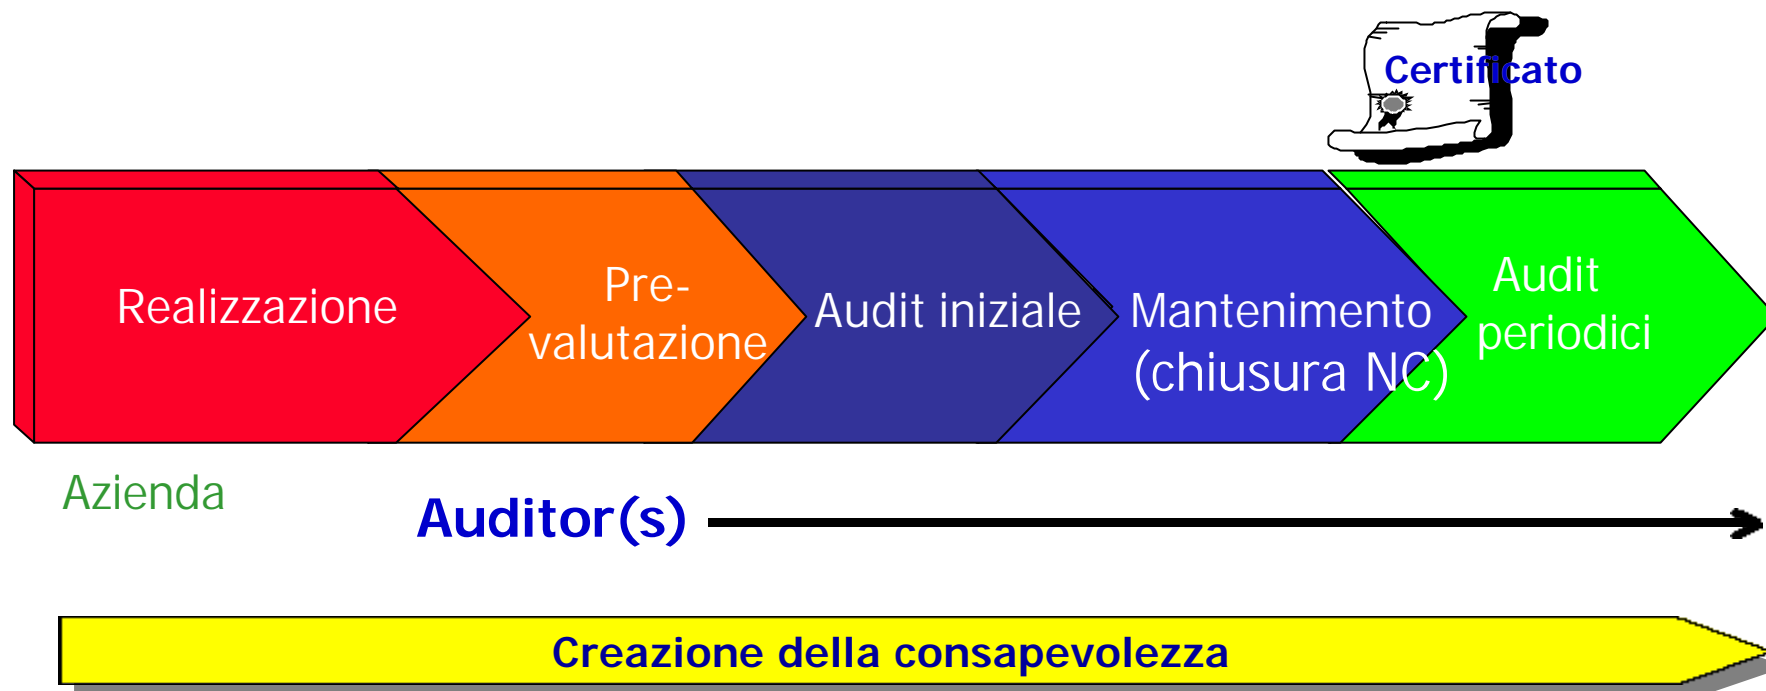 Certificato
Realizzazione
Pre-
valutazione
Audit iniziale
Mantenimento
(chiusura NC)
Audit
periodici
Azienda
Auditor(s)
Creazione della consapevolezza